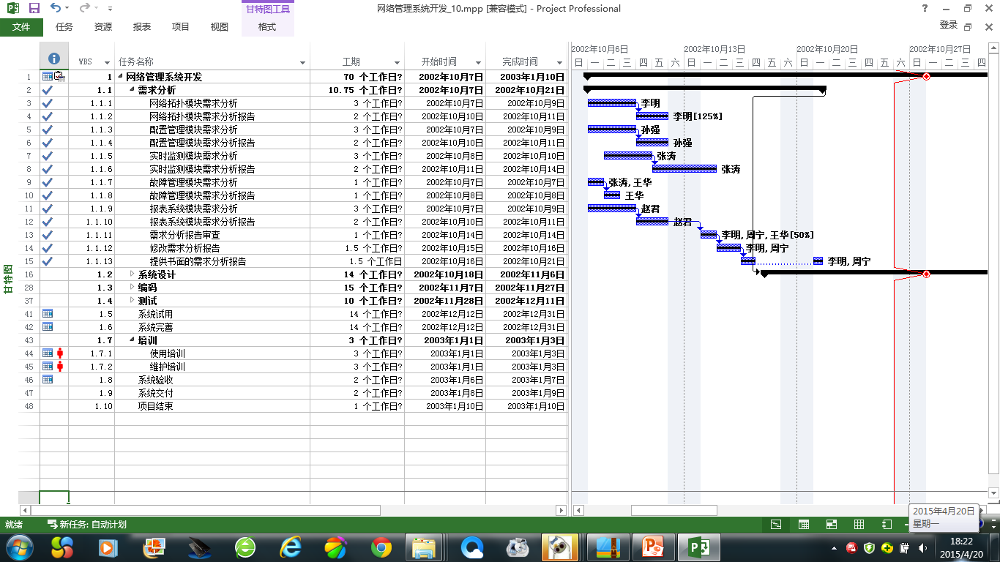 网络管理系统开发_10.mpp [兼容模式] - Project Professional
甘特图工具
文件 任务 资源 报表 项目 视图 格式 登录
WBS 任务名称 工期 开始时间 完成时间
2002年10月6日 2002年10月13日 2002年10月20日 2002年10月27日
日 一 二 三 四 五 六 日 一 二 三 四 五 六 日 一 二 三 四 五 六 日 一 二 三 四
1 1 网络管理系统开发 70 个工作日? 2002年10月7日 2003年1月10日
2 1.1 需求分析 10.75 个工作日? 2002年10月7日 2002年10月21日
3 1.1.1 网络拓扑模块需求分析 3 个工作日? 2002年10月7日 2002年10月9日 李明
4 1.1.2 网络拓扑模块需求分析报告 2 个工作日? 2002年10月10日 2002年10月11日 李明[125%]
5 1.1.3 配置管理模块需求分析 3 个工作日? 2002年10月7日 2002年10月9日 孙强
6 1.1.4 配置管理模块需求分析报告 2 个工作日? 2002年10月10日 2002年10月11日 孙强
7 1.1.5 实时监测模块需求分析 3 个工作日? 2002年10月8日 2002年10月10日 张涛
8 1.1.6 实时监测模块需求分析报告 2 个工作日? 2002年10月11日 2002年10月14日 张涛
9 1.1.7 故障管理模块需求分析 1 个工作日? 2002年10月7日 2002年10月7日 张涛,王华
10 1.1.8 故障管理模块需求分析报告 1 个工作日? 2002年10月8日 2002年10月8日 王华
11 1.1.9 报表系统模块需求分析 3 个工作日? 2002年10月7日 2002年10月9日 赵君
12 1.1.10 报表系统模块需求分析报告 2 个工作日? 2002年10月10日 2002年10月11日 赵君
13 1.1.11 需求分析报告审查 1 个工作日? 2002年10月14日 2002年10月14日 李明,周宁,王华[50%]
14 1.1.12 修改需求分析报告 1.5 个工作日? 2002年10月15日 2002年10月16日 李明,周宁
15 1.1.13 提供书面的需求分析报告 1.5 个工作日 2002年10月16日 2002年10月21日 李明,周宁
16 1.2 系统设计 14 个工作日? 2002年10月18日 2002年11月6日
28 1.3 编码 15 个工作日? 2002年11月7日 2002年11月27日
37 1.4 测试 10 个工作日? 2002年11月28日 2002年12月11日
41 1.5 系统试用 14 个工作日? 2002年12月12日 2002年12月31日
42 1.6 系统完善 14 个工作日? 2002年12月12日 2002年12月31日
43 1.7 培训 3 个工作日? 2003年1月1日 2003年1月3日
44 1.7.1 使用培训 3 个工作日? 2003年1月1日 2003年1月3日
45 1.7.2 维护培训 3 个工作日? 2003年1月1日 2003年1月3日
46 1.8 系统验收 2 个工作日? 2003年1月6日 2003年1月7日
47 1.9 系统交付 2 个工作日? 2003年1月8日 2003年1月9日
48 1.10 项目结束 1 个工作日? 2003年1月10日 2003年1月10日
甘特图
2015年4月20日
星期一
就绪 新任务: 自动计划
18:22
2015/4/20